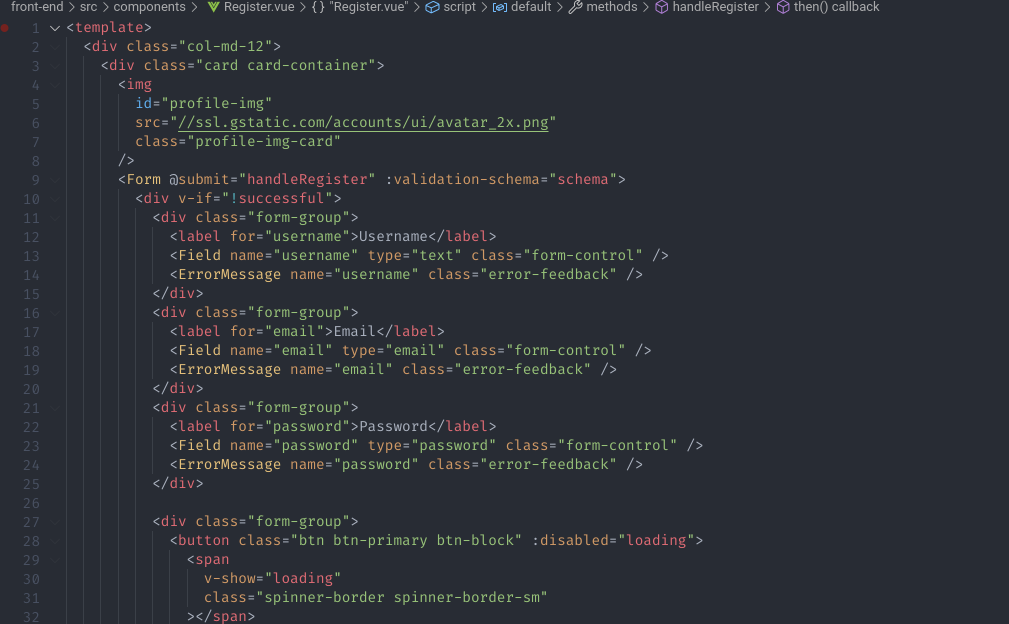 front-end > src > components > Register.vue > {} "Register.vue" > script > default > methods > handleRegister > then() callback
1 <template>
2 <div class="col-md-12">
3 <div class="card card-container">
4 <img
5 id="profile-img"
6 src="//ssl.gstatic.com/accounts/ui/avatar_2x.png"
7 class="profile-img-card"
8 />
9 <Form @submit="handleRegister" :validation-schema="schema">
10 <div v-if="!successful">
11 <div class="form-group">
12 <label for="username">Username</label>
13 <Field name="username" type="text" class="form-control" />
14 <ErrorMessage name="username" class="error-feedback" />
15 </div>
16 <div class="form-group">
17 <label for="email">Email</label>
18 <Field name="email" type="email" class="form-control" />
19 <ErrorMessage name="email" class="error-feedback" />
20 </div>
21 <div class="form-group">
22 <label for="password">Password</label>
23 <Field name="password" type="password" class="form-control" />
24 <ErrorMessage name="password" class="error-feedback" />
25 </div>
26
27 <div class="form-group">
28 <button class="btn btn-primary btn-block" :disabled="loading">
29 <span
30 v-show="loading"
31 class="spinner-border spinner-border-sm"
32 ></span>